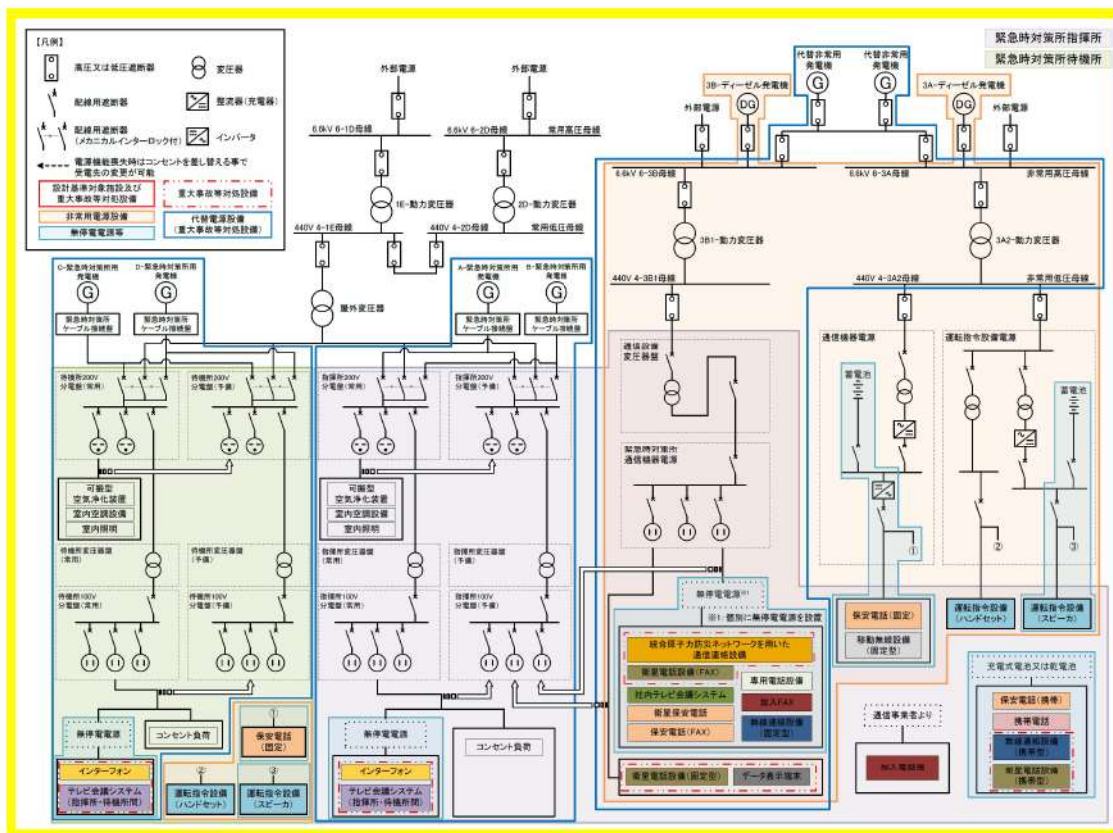 【凡例】
高圧又は低圧遮断器
変圧器
配線用遮断器
整流器(充電器)
配線用遮断器
(メカニカルインターロック付)
インバータ
電源機能喪失時はコンセントを差し替える事で
受電先の変更が可能
設計基準対象施設及び
重大事故等対処設備
重大事故等対処設備
非常用電源設備
代替電源設備
(重大事故等対処設備)
無停電電源等
緊急時対策所指揮所
緊急時対策所待機所
外部電源
外部電源
6.6kV 6-1D母線
6.6kV 6-2D母線
常用高圧母線
1E-動力変圧器
2D-動力変圧器
440V 4-1E母線
440V 4-2D母線
常用低圧母線
屋外変圧器
代替非常用
発電機
G
代替非常用
発電機
G
3B-ディーゼル発電機
DG
3A-ディーゼル発電機
DG
外部電源
外部電源
6.6kV 6-3B母線
6.6kV 6-3A母線
非常用高圧母線
3B1-動力変圧器
3A2-動力変圧器
440V 4-3B1母線
440V 4-3A2母線
非常用低圧母線
C-緊急時対策所用
発電機
G
緊急時対策所
ケーブル接続盤
D-緊急時対策所用
発電機
G
緊急時対策所
ケーブル接続盤
A-緊急時対策所用
発電機
G
緊急時対策所
ケーブル接続盤
B-緊急時対策所用
発電機
G
緊急時対策所
ケーブル接続盤
待機所200V
分電盤(常用)
待機所200V
分電盤(予備)
指揮所200V
分電盤(常用)
指揮所200V
分電盤(予備)
可搬型
空気浄化装置
室内空調設備
室内照明
可搬型
空気浄化装置
室内空調設備
室内照明
待機所変圧器盤
(常用)
待機所変圧器盤
(予備)
指揮所変圧器盤
(常用)
指揮所変圧器盤
(予備)
待機所100V
分電盤(常用)
待機所100V
分電盤(予備)
指揮所100V
分電盤(常用)
指揮所100V
分電盤(予備)
無停電電源
コンセント負荷
インターフォン
テレビ会議システム
(指揮所・待機所間)
①
保安電話
(固定)
②
運転指令設備
(ハンドセット)
③
運転指令設備
(スピーカ)
無停電電源
コンセント負荷
インターフォン
テレビ会議システム
(指揮所・待機所間)
通信設備
変圧器盤
緊急時対策所
通信機器電源
通信機器電源
蓄電池
①
運転指令設備電源
蓄電池
②
③
無停電電源※1
※1:個別に無停電電源を設置
統合原子力防災ネットワークを用いた
通信連絡設備
衛星電話設備(FAX)
専用電話設備
社内テレビ会議システム
加入FAX
衛星保安電話
無線連絡設備
(固定型)
保安電話(FAX)
衛星電話設備(固定型)
データ表示端末
保安電話(固定)
移動無線設備
(固定型)
運転指令設備
(ハンドセット)
運転指令設備
(スピーカ)
通信事業者より
加入電話機
充電式電池又は乾電池
保安電話(携帯)
携帯電話
無線連絡設備
(携帯型)
衛星電話設備
(携帯型)